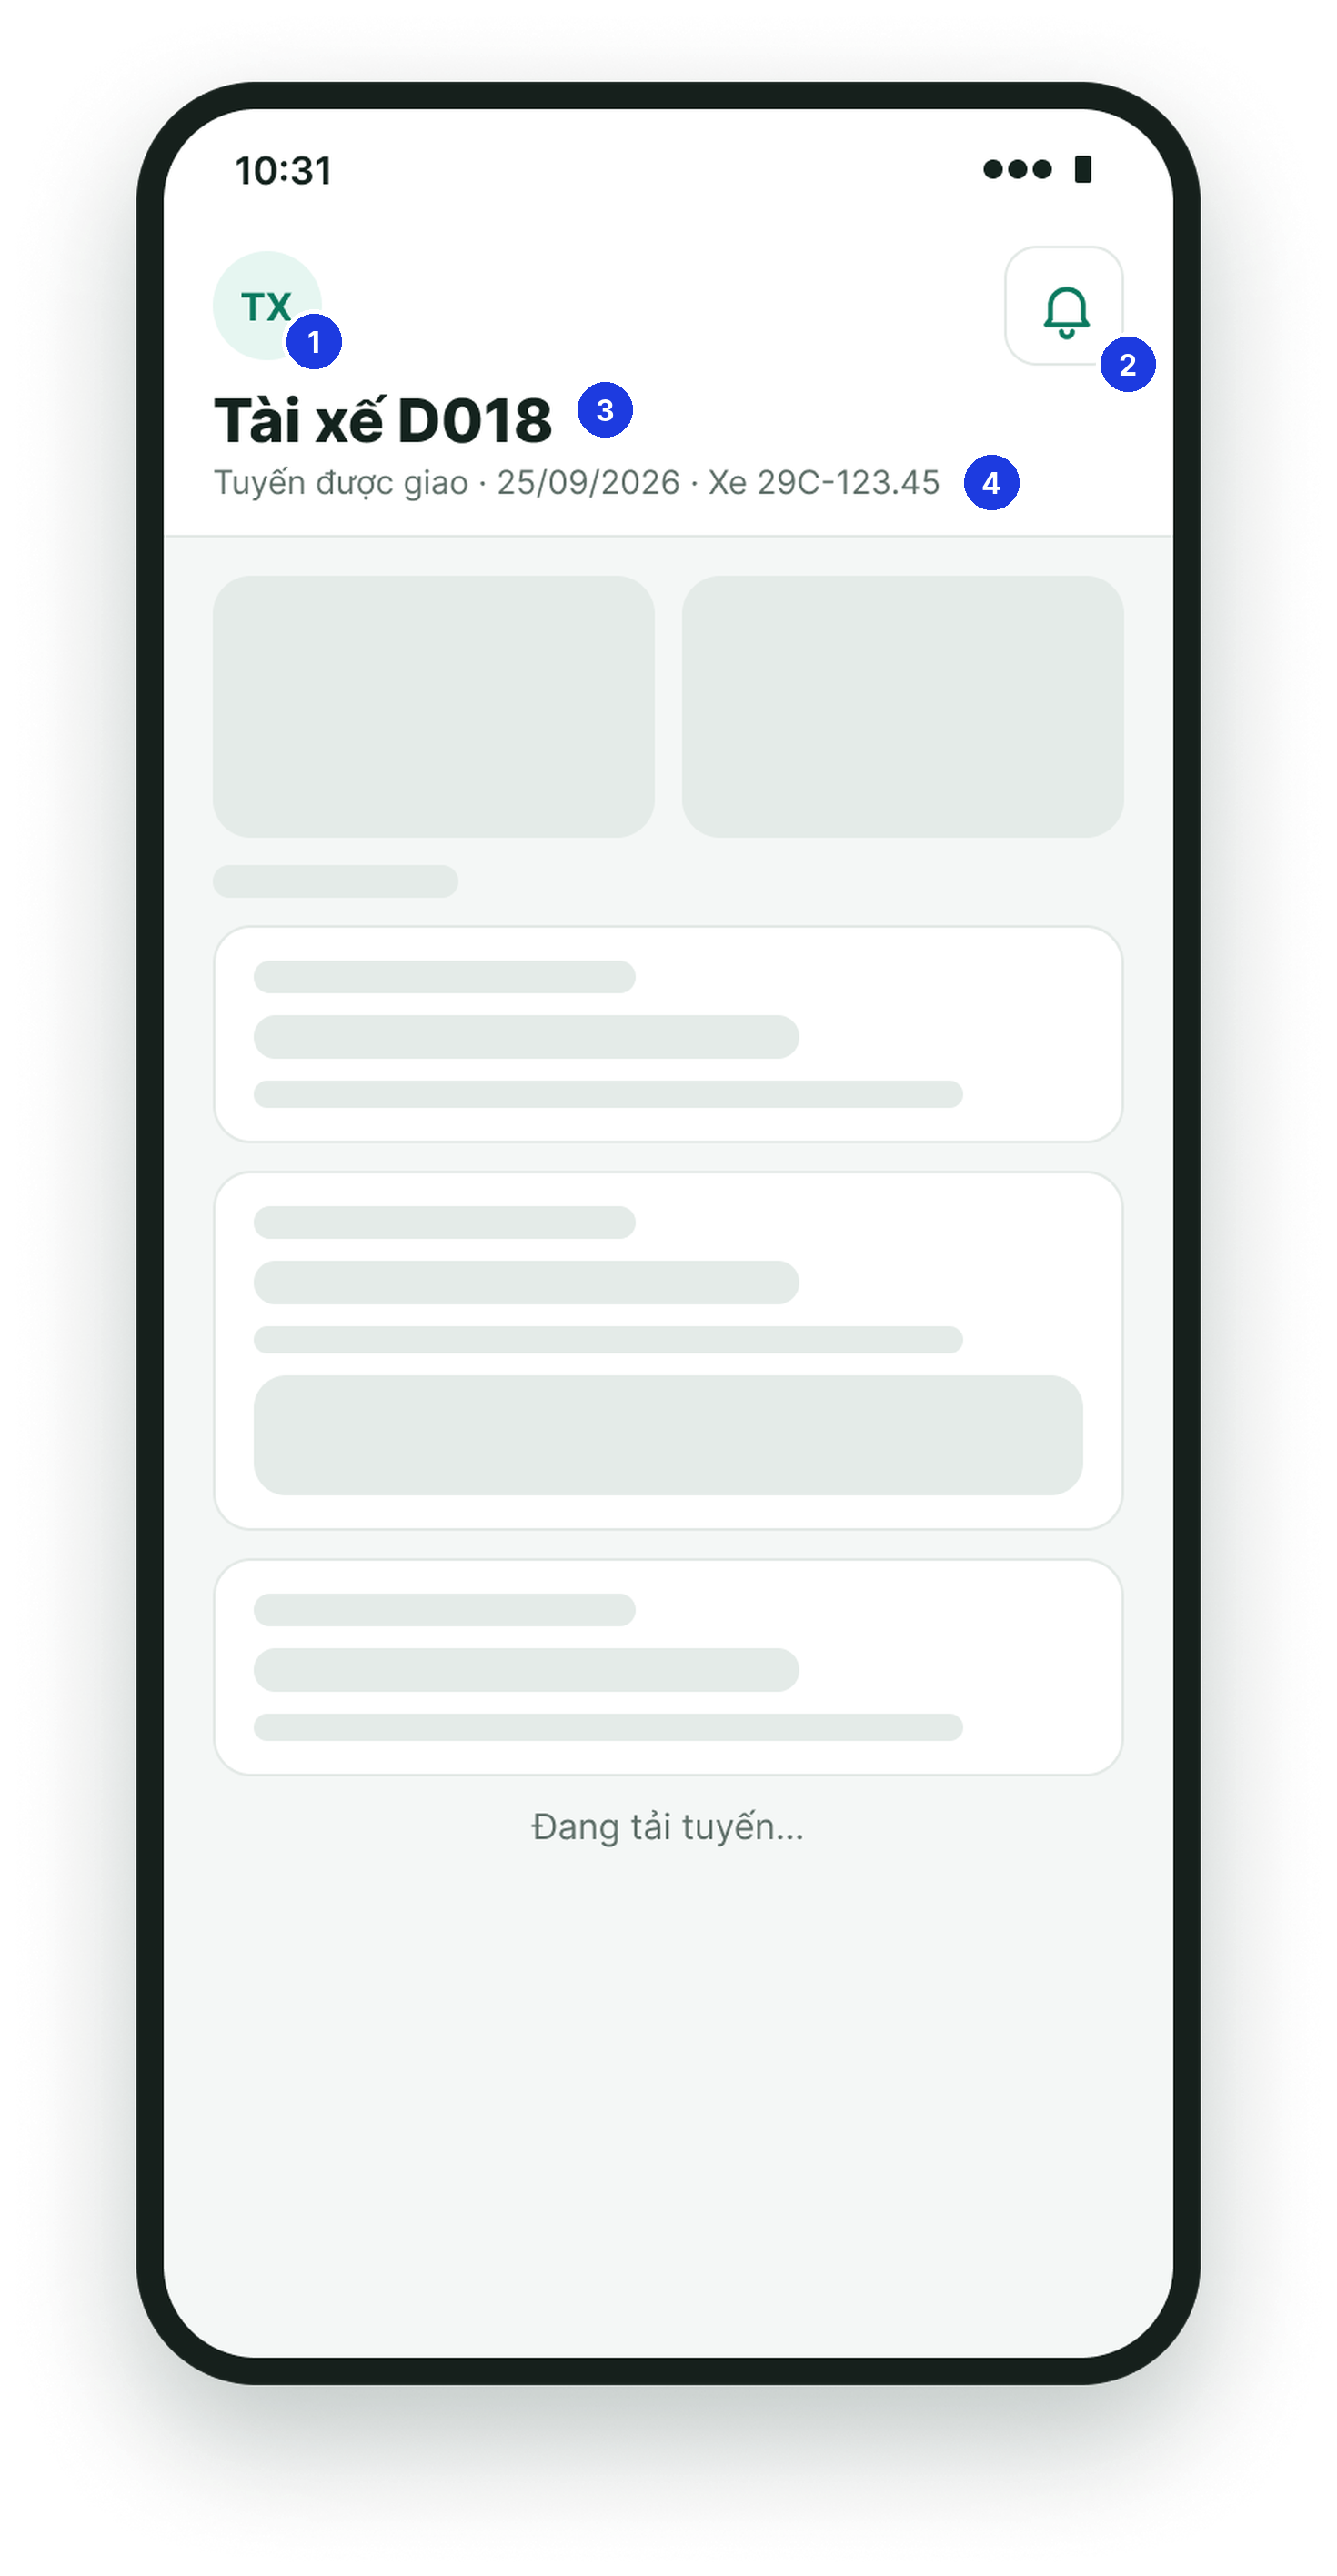 10:31
TX
1
2
Tài xế D018
3
Tuyến được giao · 25/09/2026 · Xe 29C-123.45
4
Đang tải tuyến...